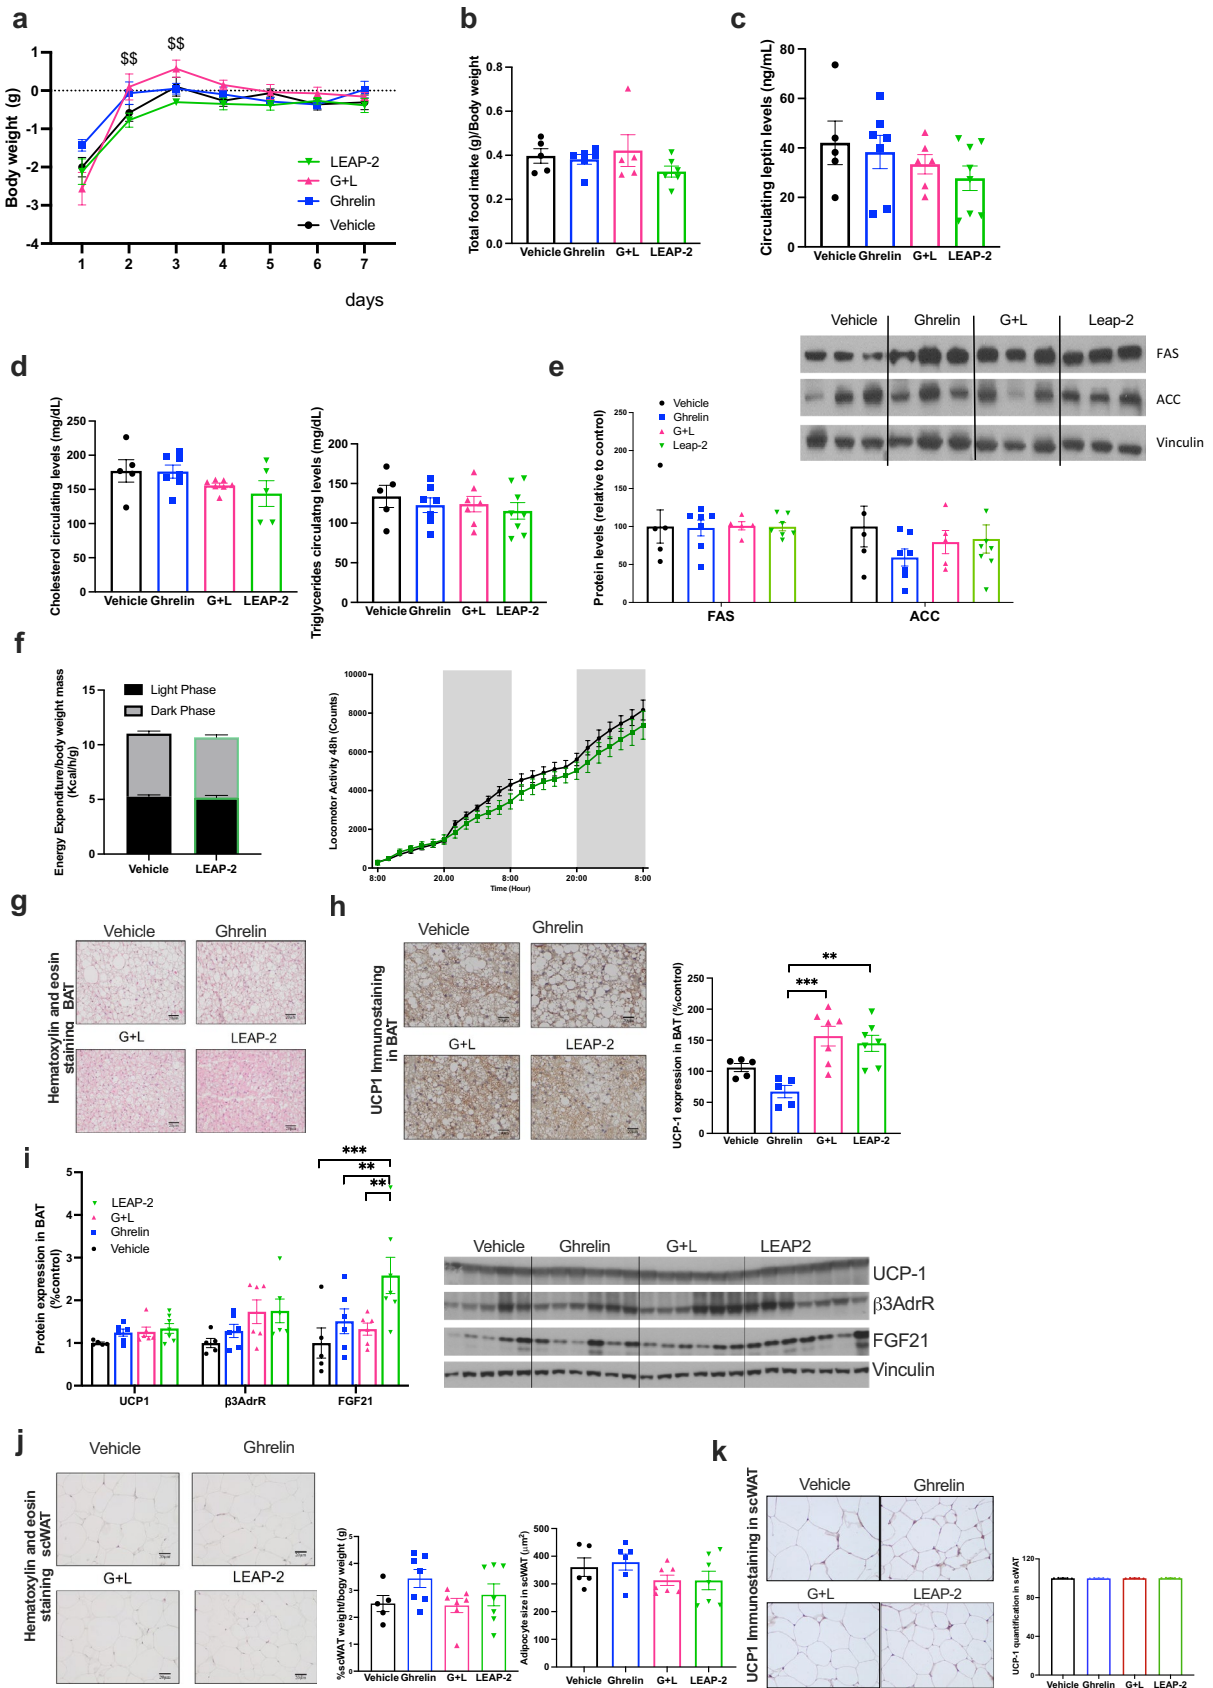 a
Body weight (g)
1
0
-1
-2
-3
-4
$$
$$
LEAP-2
G+L
Ghrelin
Vehicle
1 2 3 4 5 6 7
days
b
Total food intake (g)/Body weight
0.8
0.6
0.4
0.2
0.0
Vehicle Ghrelin G+L LEAP-2
c
Circulating leptin levels (ng/mL)
80
60
40
20
0
Vehicle Ghrelin G+L LEAP-2
d
Cholesterol circulating levels (mg/dL)
250
200
150
100
50
0
Vehicle Ghrelin G+L LEAP-2
Triglycerides circulatng levels (mg/dL)
200
150
100
50
0
Vehicle Ghrelin G+L LEAP-2
e
Vehicle Ghrelin G+L Leap-2
FAS
ACC
Vinculin
Protein levels (relative to control)
250
200
150
100
50
0
Vehicle
Ghrelin
G+L
Leap-2
FAS ACC
f
Energy Expenditure/body weight mass
(Kcal/h/g)
15
10
5
0
Light Phase
Dark Phase
Vehicle LEAP-2
Locomotor Activity 48h (Counts)
10000
8000
6000
4000
2000
0
8:00 20:00 8:00 20:00 8:00
Time (Hour)
g
Hematoxylin and eosin
staining BAT
Vehicle Ghrelin
G+L LEAP-2
h
UCP1 Immunostaining
in BAT
Vehicle Ghrelin
G+L LEAP-2
UCP-1 expression in BAT (%control)
250
200
150
100
50
0
**
***
Vehicle Ghrelin G+L LEAP-2
i
Protein expression in BAT
(%control)
5
4
3
2
1
0
LEAP-2
G+L
Ghrelin
Vehicle
***
**
**
UCP1 β3AdrR FGF21
Vehicle Ghrelin G+L LEAP2
UCP-1
β3AdrR
FGF21
Vinculin
j
Hematoxylin and eosin
staining scWAT
Vehicle Ghrelin
G+L LEAP-2
%scWAT weight/bogy weight (g)
5
4
3
2
1
0
Vehicle Ghrelin G+L LEAP-2
Adipocyte size in scWAT (μm²)
500
400
300
200
100
0
Vehicle Ghrelin G+L LEAP-2
k
UCP1 Immunostaining in scWAT
Vehicle Ghrelin
G+L LEAP-2
UCP-1 quantification in scWAT
120
80
40
0
Vehicle Ghrelin G+L LEAP-2